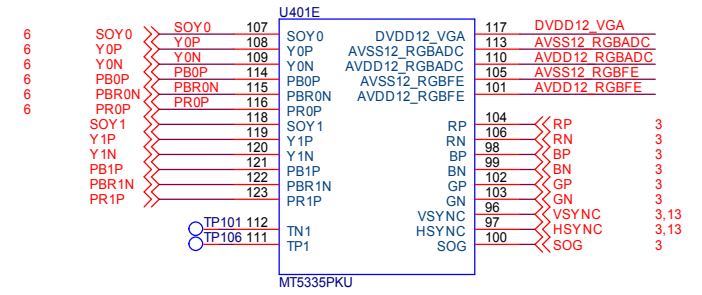 U401E
6 SOY0 SOY0 107 SOY0 DVDD12_VGA 117 DVDD12_VGA
6 Y0P Y0P 108 Y0P AVSS12_RGBADC 113 AVSS12_RGBADC
6 Y0N Y0N 109 Y0N AVDD12_RGBADC 110 AVDD12_RGBADC
6 PB0P PB0P 114 PB0P AVSS12_RGBFE 105 AVSS12_RGBFE
6 PBR0N PBR0N 115 PBR0N AVDD12_RGBFE 101 AVDD12_RGBFE
6 PR0P PR0P 116 PR0P
SOY1 118 SOY1 RP 104 RP 3
Y1P 119 Y1P RN 106 RN 3
Y1N 120 Y1N BP 98 BP 3
PB1P 121 PB1P BN 99 BN 3
PBR1N 122 PBR1N GP 102 GP 3
PR1P 123 PR1P GN 103 GN 3
VSYNC 96 VSYNC 3,13
TP101 112 TN1 HSYNC 97 HSYNC 3,13
TP106 111 TP1 SOG 100 SOG 3
MT5335PKU